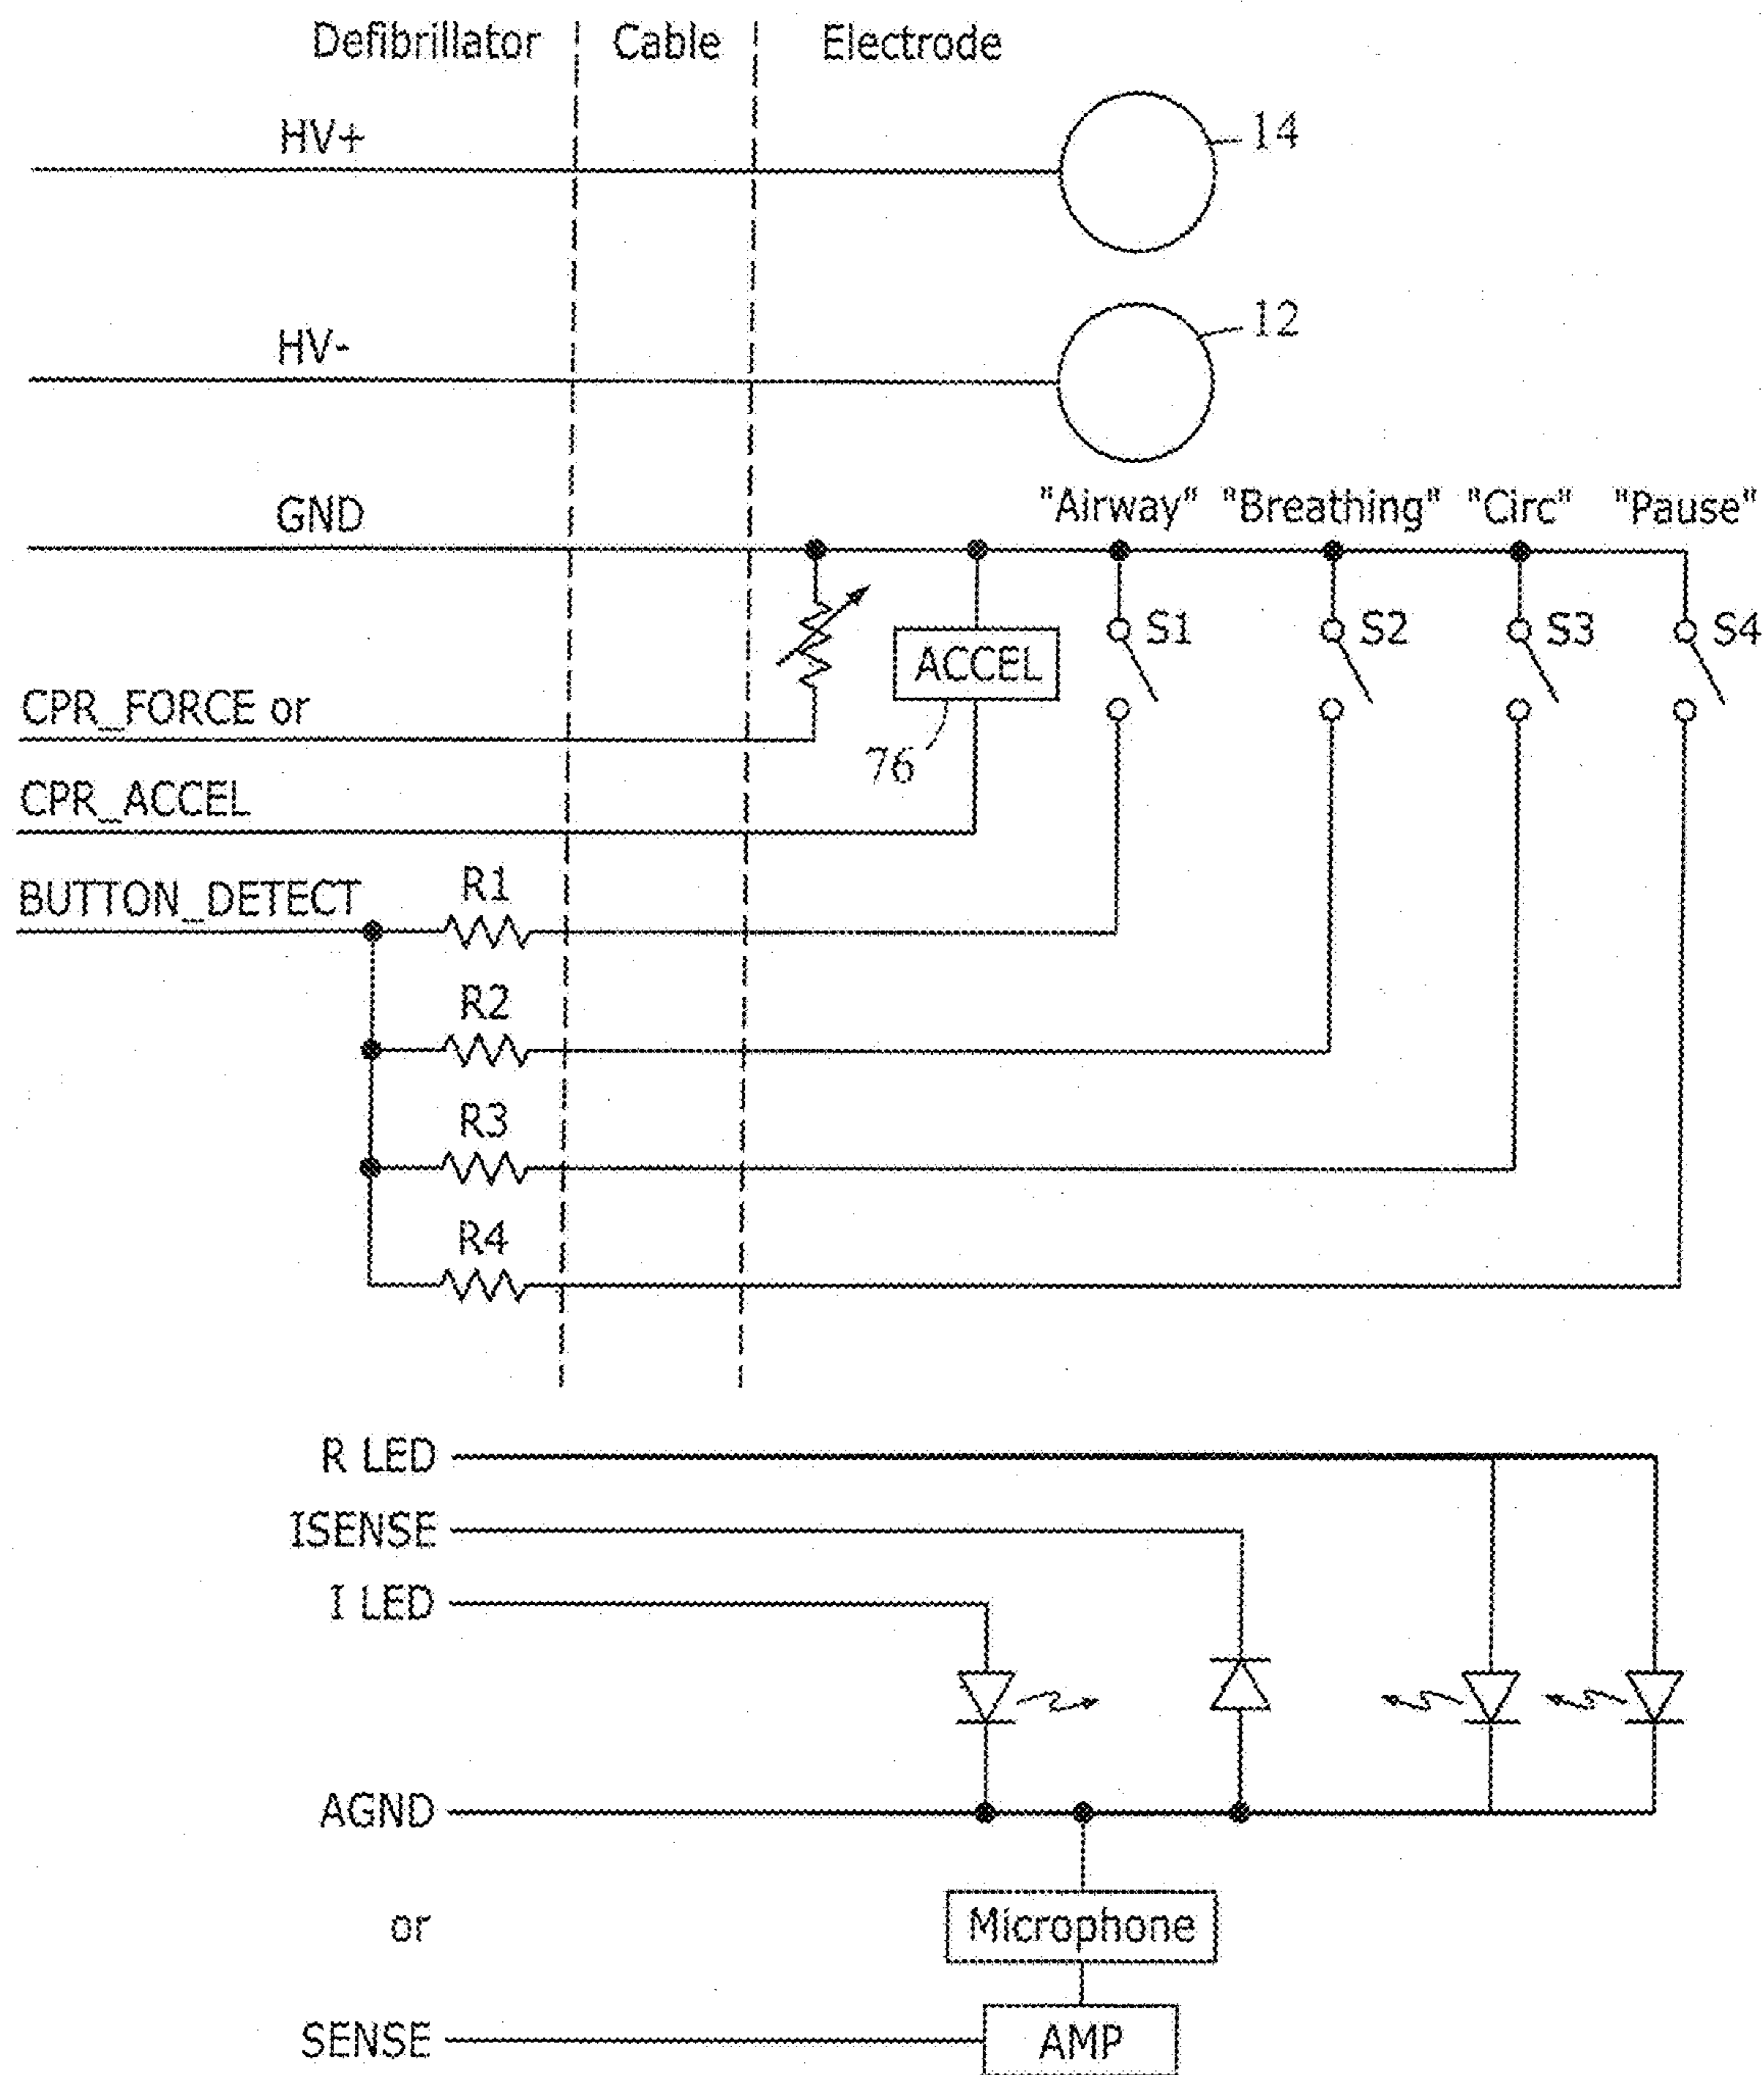 Defibrillator Cable Electrode
HV+
14
HV-
12
GND
"Airway" "Breathing" "Circ" "Pause"
S1 S2 S3 S4
ACCEL
CPR_FORCE or
76
CPR_ACCEL
BUTTON_DETECT
R1
R2
R3
R4
R LED
ISENSE
I LED
AGND
or
Microphone
SENSE
AMP